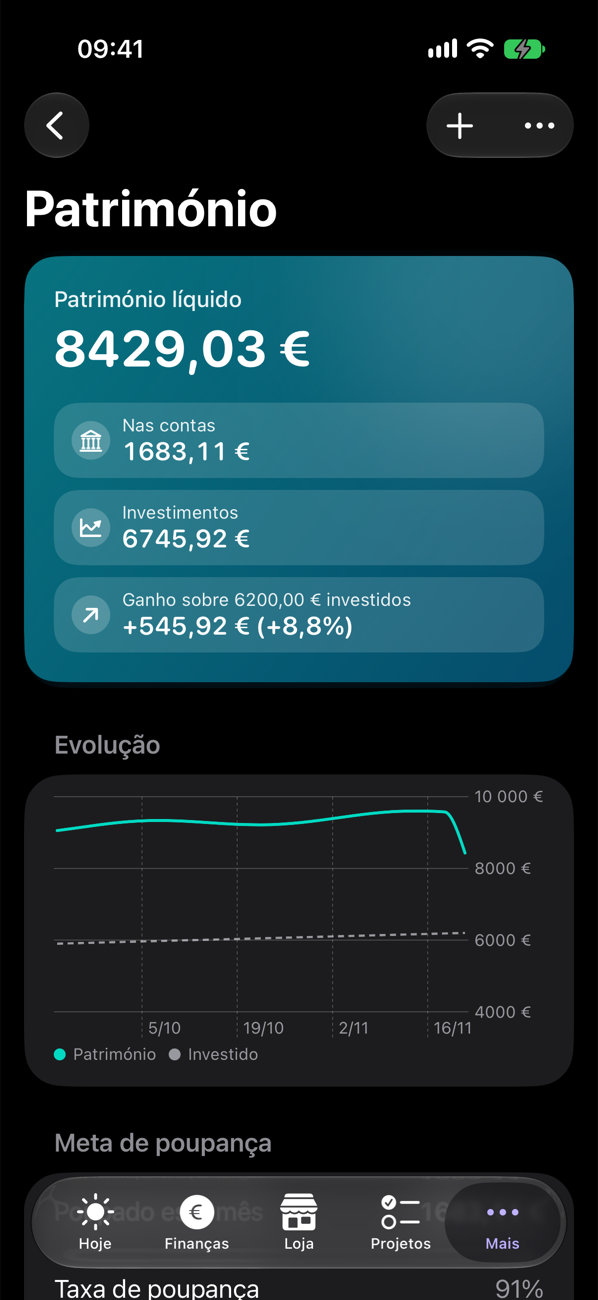 09:41
Património
Património líquido
8429,03 €
Nas contas
1683,11 €
Investimentos
6745,92 €
Ganho sobre 6200,00 € investidos
+545,92 € (+8,8%)
Evolução
10 000 €
8000 €
6000 €
4000 €
5/10 19/10 2/11 16/11
Património Investido
Meta de poupança
Hoje Finanças Loja Projetos Mais
Taxa de poupança 91%